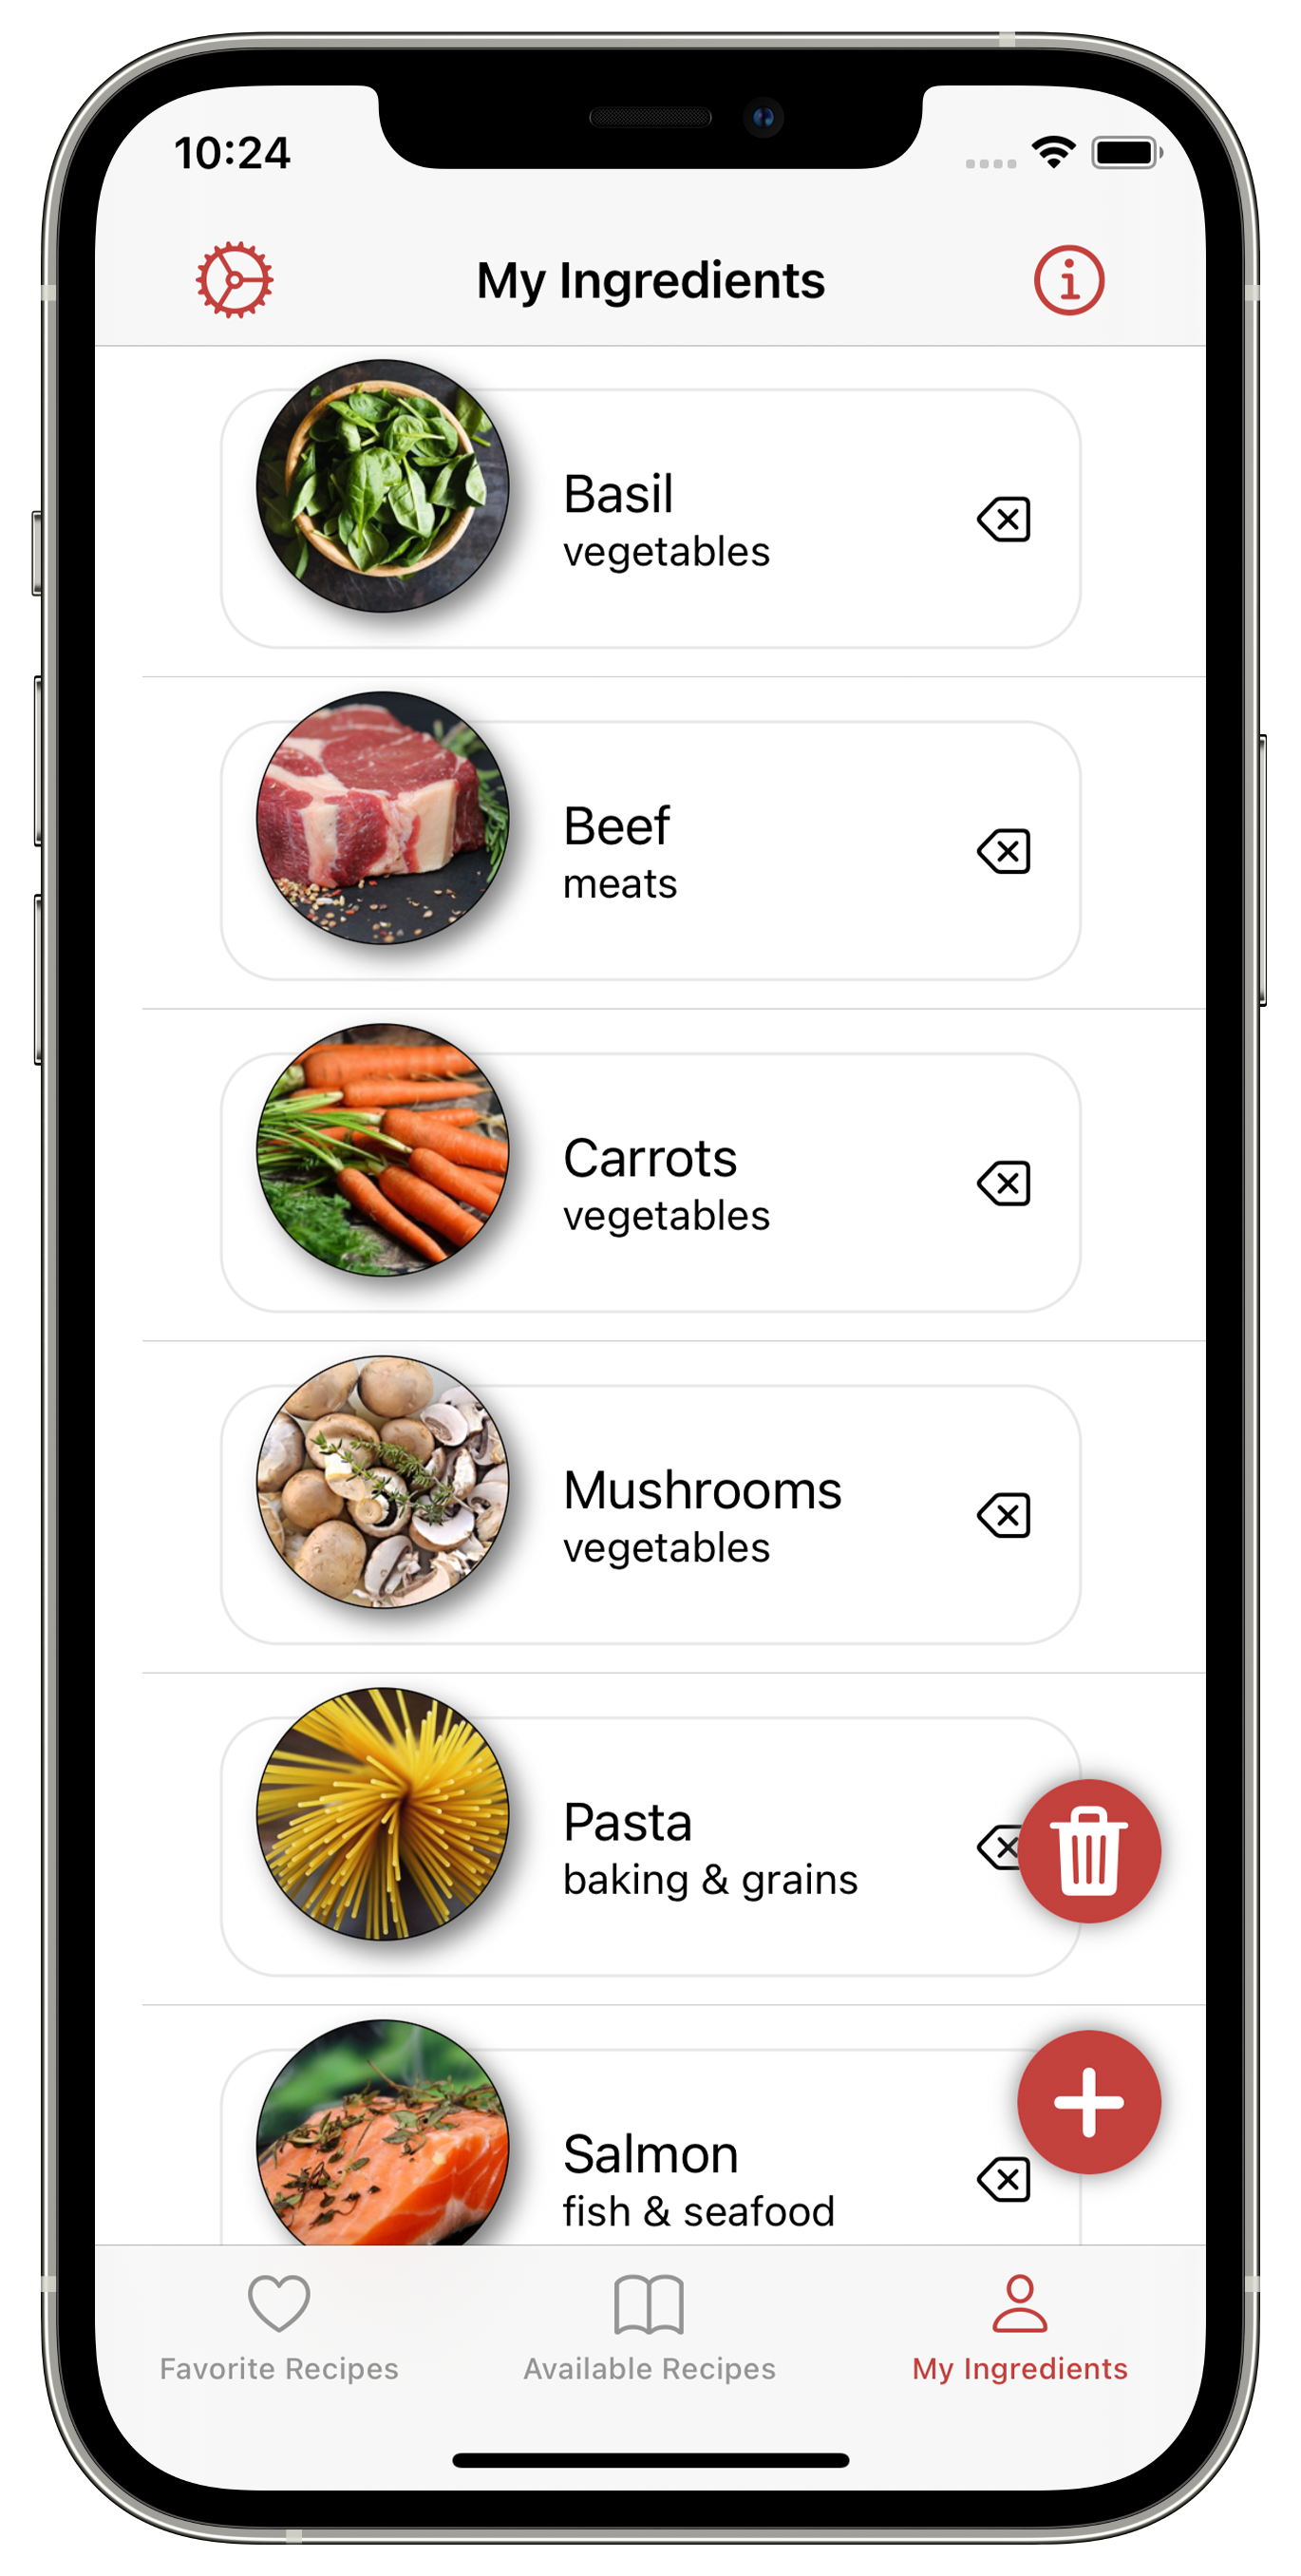 10:24
My Ingredients
Basil
vegetables
Beef
meats
Carrots
vegetables
Mushrooms
vegetables
Pasta
baking & grains
Salmon
fish & seafood
Favorite Recipes
Available Recipes
My Ingredients